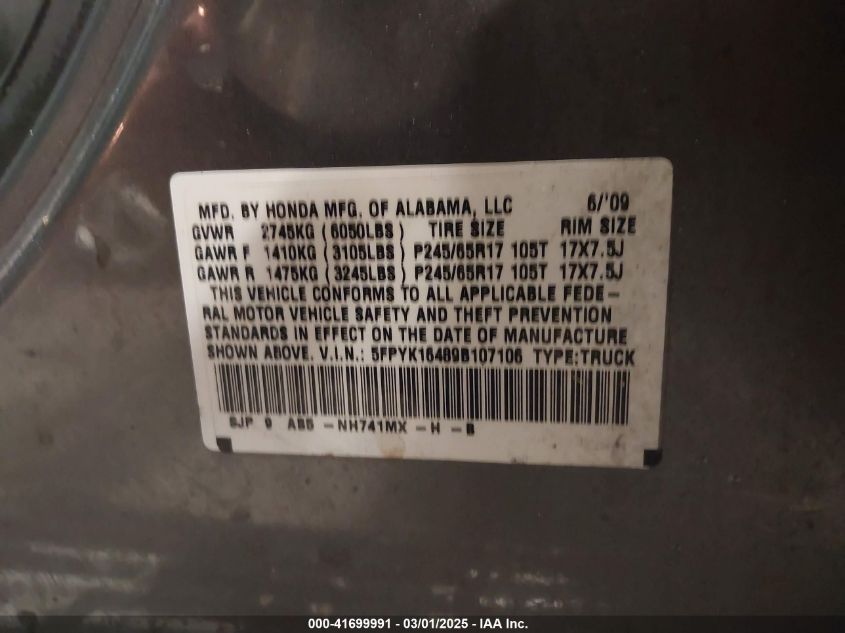 MFD. BY HONDA MFG. OF ALABAMA, LLC 6/'09
GVWR 2745KG (6050LBS) TIRE SIZE RIM SIZE
GAWR F 1410KG (3105LBS) P245/65R17 105T 17X7.5J
GAWR R 1475KG (3245LBS) P245/65R17 105T 17X7.5J
THIS VEHICLE CONFORMS TO ALL APPLICABLE FEDE-
RAL MOTOR VEHICLE SAFETY AND THEFT PREVENTION
STANDARDS IN EFFECT ON THE DATE OF MANUFACTURE
SHOWN ABOVE. V.I.N.: 5FPYK16489B107106 TYPE:TRUCK
SJP 9 AB5 -NH741MX -H -B
000-41699991 - 03/01/2025 - IAA Inc.